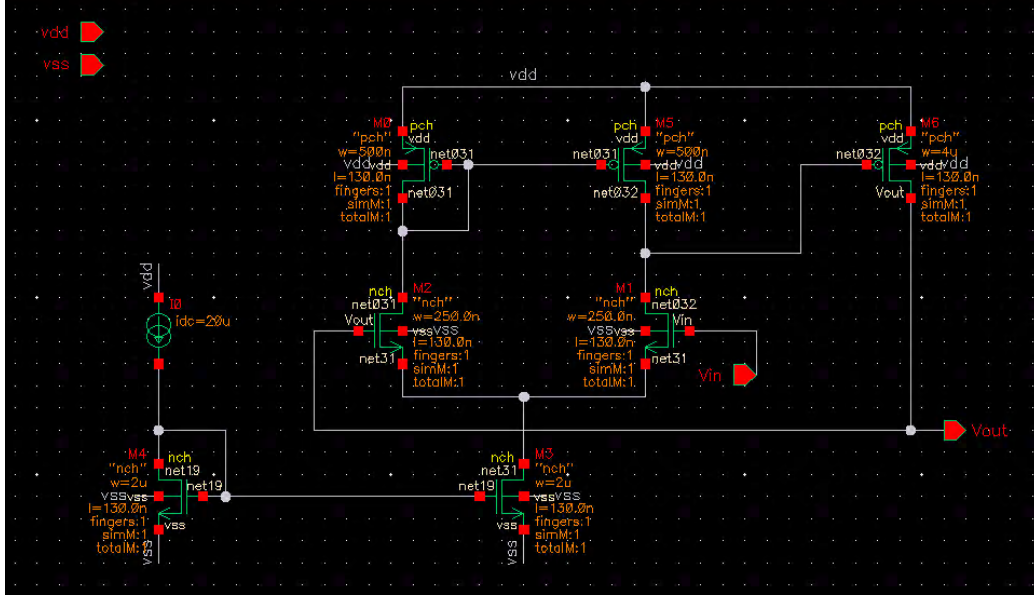 vdd
vss
vdd
M0
pch
vdd
"pch"
w=500n
net031
vdd
vdd
l=130.0n
fingers:1
simM:1
totalM:1
net031
M5
pch
vdd
"pch"
w=500n
net031
vdd
vdd
l=130.0n
fingers:1
simM:1
totalM:1
net032
M6
pch
vdd
"pch"
w=4u
net032
vdd
vdd
l=130.0n
fingers:1
simM:1
totalM:1
Vout
vdd
I0
idc=20u
M2
nch
net031
"nch"
w=250.0n
Vout
vss
VSS
l=130.0n
fingers:1
simM:1
totalM:1
net31
M1
nch
net032
"nch"
w=250.0n
Vin
VSS
vss
l=130.0n
fingers:1
simM:1
totalM:1
net31
Vin
Vout
M4
nch
net19
"nch"
w=2u
net19
VSS
vss
l=130.0n
fingers:1
simM:1
totalM:1
vss
vss
M3
nch
net31
"nch"
w=2u
net19
vss
VSS
l=130.0n
fingers:1
simM:1
totalM:1
vss
vss